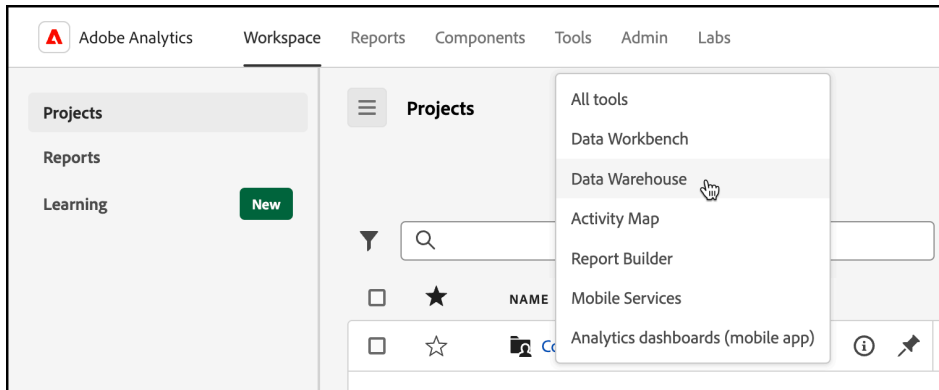 Adobe Analytics Workspace Reports Components Tools Admin Labs
Projects
Reports
Learning New
Projects
All tools
Data Workbench
Data Warehouse
Activity Map
Report Builder
Mobile Services
Analytics dashboards (mobile app)
NAME